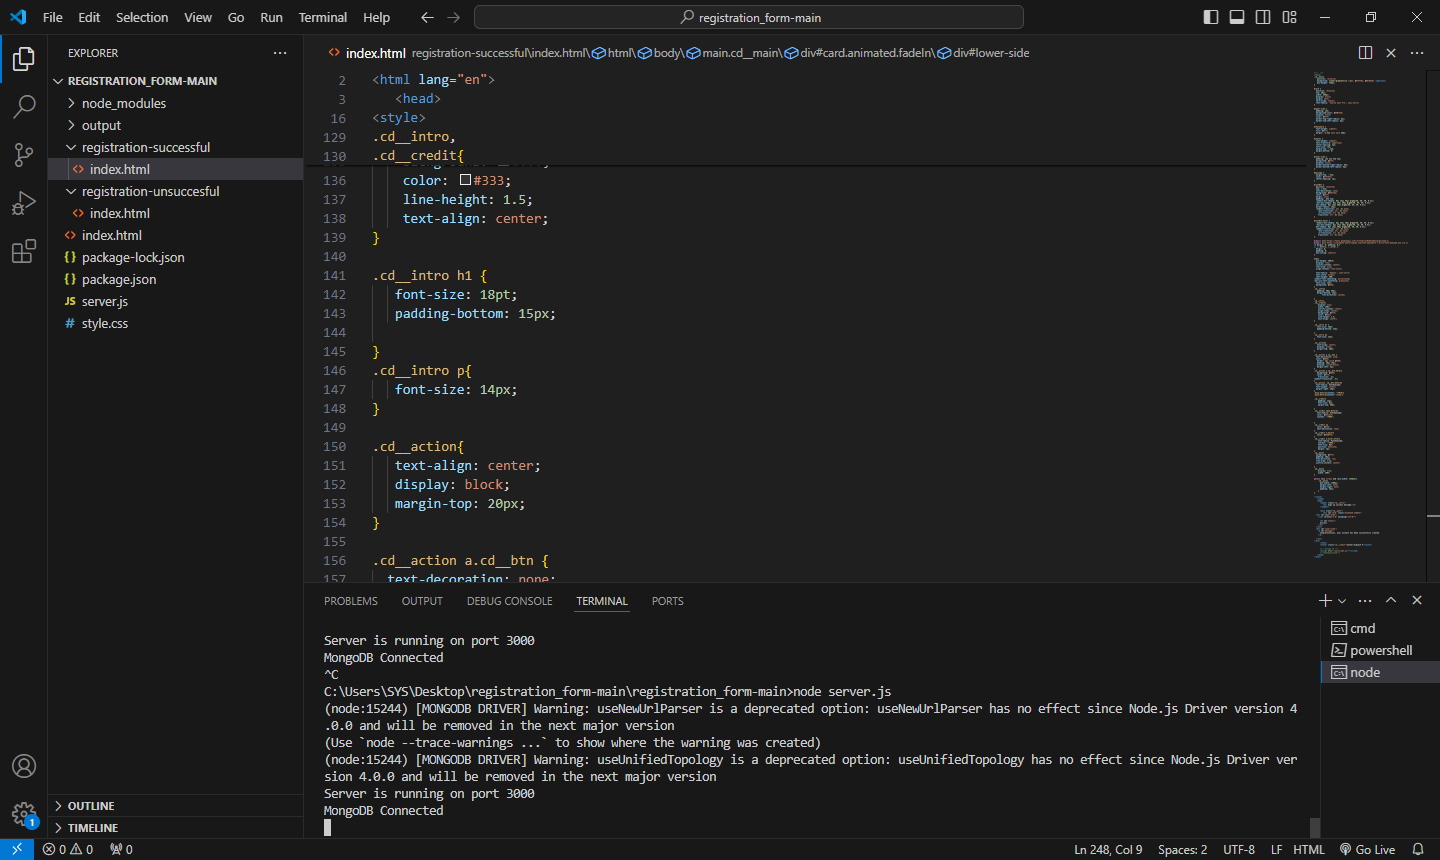 File Edit Selection View Go Run Terminal Help
registration_form-main
EXPLORER
REGISTRATION_FORM-MAIN
node_modules
output
registration-successful
index.html
registration-unsuccesful
index.html
index.html
package-lock.json
package.json
JS server.js
# style.css
OUTLINE
TIMELINE
index.html registration-successful\index.html\html\body\main.cd__main\div#card.animated.fadeIn\div#lower-side
2 <html lang="en">
3 <head>
16 <style>
129 .cd__intro,
130 .cd__credit{
136 color: #333;
137 line-height: 1.5;
138 text-align: center;
139 }
140
141 .cd__intro h1 {
142 font-size: 18pt;
143 padding-bottom: 15px;
144
145 }
146 .cd__intro p{
147 font-size: 14px;
148 }
149
150 .cd__action{
151 text-align: center;
152 display: block;
153 margin-top: 20px;
154 }
155
156 .cd__action a.cd__btn {
157 text-decoration: none;
PROBLEMS OUTPUT DEBUG CONSOLE TERMINAL PORTS
Server is running on port 3000
MongoDB Connected
^C
C:\Users\SYS\Desktop\registration_form-main\registration_form-main>node server.js
(node:15244) [MONGODB DRIVER] Warning: useNewUrlParser is a deprecated option: useNewUrlParser has no effect since Node.js Driver version 4
.0.0 and will be removed in the next major version
(Use `node --trace-warnings ...` to show where the warning was created)
(node:15244) [MONGODB DRIVER] Warning: useUnifiedTopology is a deprecated option: useUnifiedTopology has no effect since Node.js Driver ver
sion 4.0.0 and will be removed in the next major version
Server is running on port 3000
MongoDB Connected
cmd
powershell
node
1
0 0 0
Ln 248, Col 9 Spaces: 2 UTF-8 LF HTML Go Live